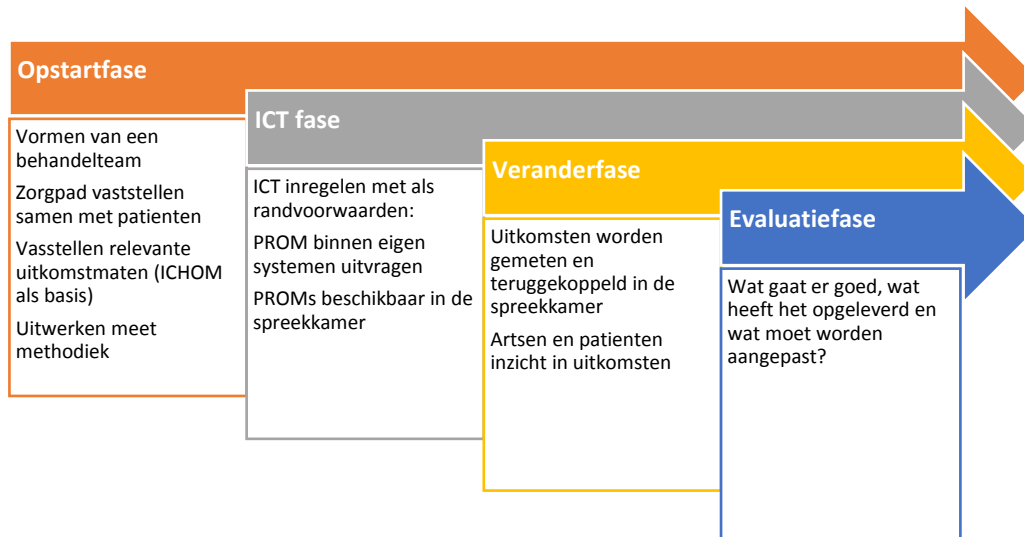 Opstartfase
Vormen van een
behandelteam
Zorgpad vaststellen
samen met patienten
Vasstellen relevante
uitkomstmaten (ICHOM
als basis)
Uitwerken meet
methodiek
ICT fase
ICT inregelen met als
randvoorwaarden:
PROM binnen eigen
systemen uitvragen
PROMs beschikbaar in de
spreekkamer
Veranderfase
Uitkomsten worden
gemeten en
teruggekoppeld in de
spreekkamer
Artsen en patienten
inzicht in uitkomsten
Evaluatiefase
Wat gaat er goed, wat
heeft het opgeleverd en
wat moet worden
aangepast?